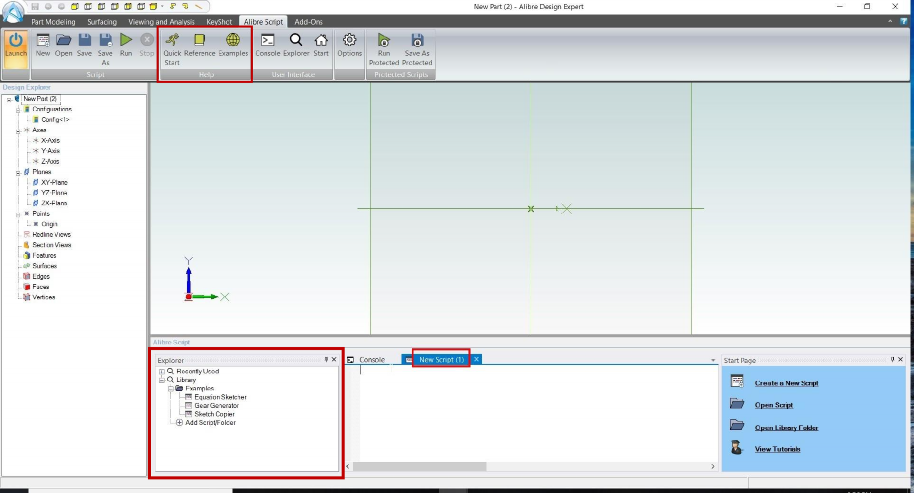 New Part (2) - Alibre Design Expert
Part Modeling Surfacing Viewing and Analysis KeyShot Alibre Script Add-Ons
Launch New Open Save Save As Run Stop Quick Start Reference Examples Console Explorer Start Options Run Protected Save As Protected
Script Help User Interface Protected Scripts
Design Explorer
New Part (2)
Configurations
Config<1>
Axes
X-Axis
Y-Axis
Z-Axis
Planes
XY-Plane
YZ-Plane
ZX-Plane
Points
Origin
Redline Views
Section Views
Features
Surfaces
Edges
Faces
Vertices
X
Y
X
Alibre Script
Explorer
Recently Used
Library
Examples
Equation Sketcher
Gear Generator
Sketch Copier
Add Script/Folder
Console New Script (1)
Start Page
Create a New Script
Open Script
Open Library Folder
View Tutorials